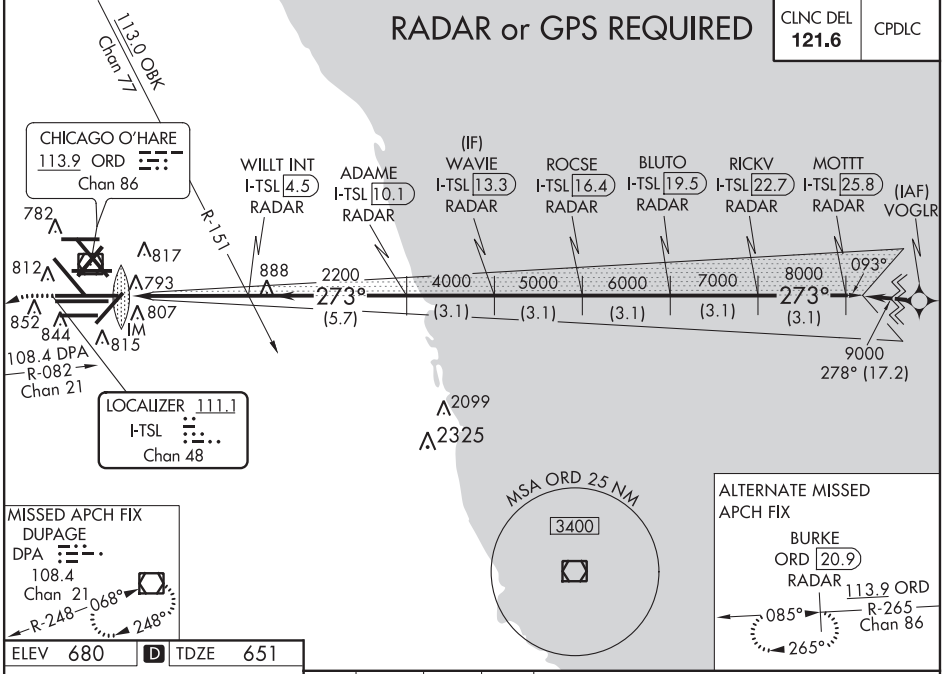 RADAR or GPS REQUIRED
CLNC DEL
121.6
CPDLC
113.0 OBK
Chan 77
R-151
CHICAGO O'HARE
113.9 ORD
Chan 86
WILLT INT
I-TSL 4.5
RADAR
ADAME
I-TSL 10.1
RADAR
(IF)
WAVIE
I-TSL 13.3
RADAR
ROCSE
I-TSL 16.4
RADAR
BLUTO
I-TSL 19.5
RADAR
RICKV
I-TSL 22.7
RADAR
MOTTT
I-TSL 25.8
RADAR
(IAF)
VOGLR
782
817
812
793
888
2200
4000
5000
6000
7000
8000
093°
273°
273°
852
844
807
IM
815
(5.7)
(3.1)
(3.1)
(3.1)
(3.1)
(3.1)
9000
278° (17.2)
108.4 DPA
R-082
Chan 21
LOCALIZER 111.1
I-TSL
Chan 48
2099
2325
MSA ORD 25 NM
3400
MISSED APCH FIX
DUPAGE
DPA
108.4
Chan 21
R-248
068°
248°
ALTERNATE MISSED
APCH FIX
BURKE
ORD 20.9
RADAR
113.9 ORD
R-265
Chan 86
085°
265°
ELEV 680 D TDZE 651